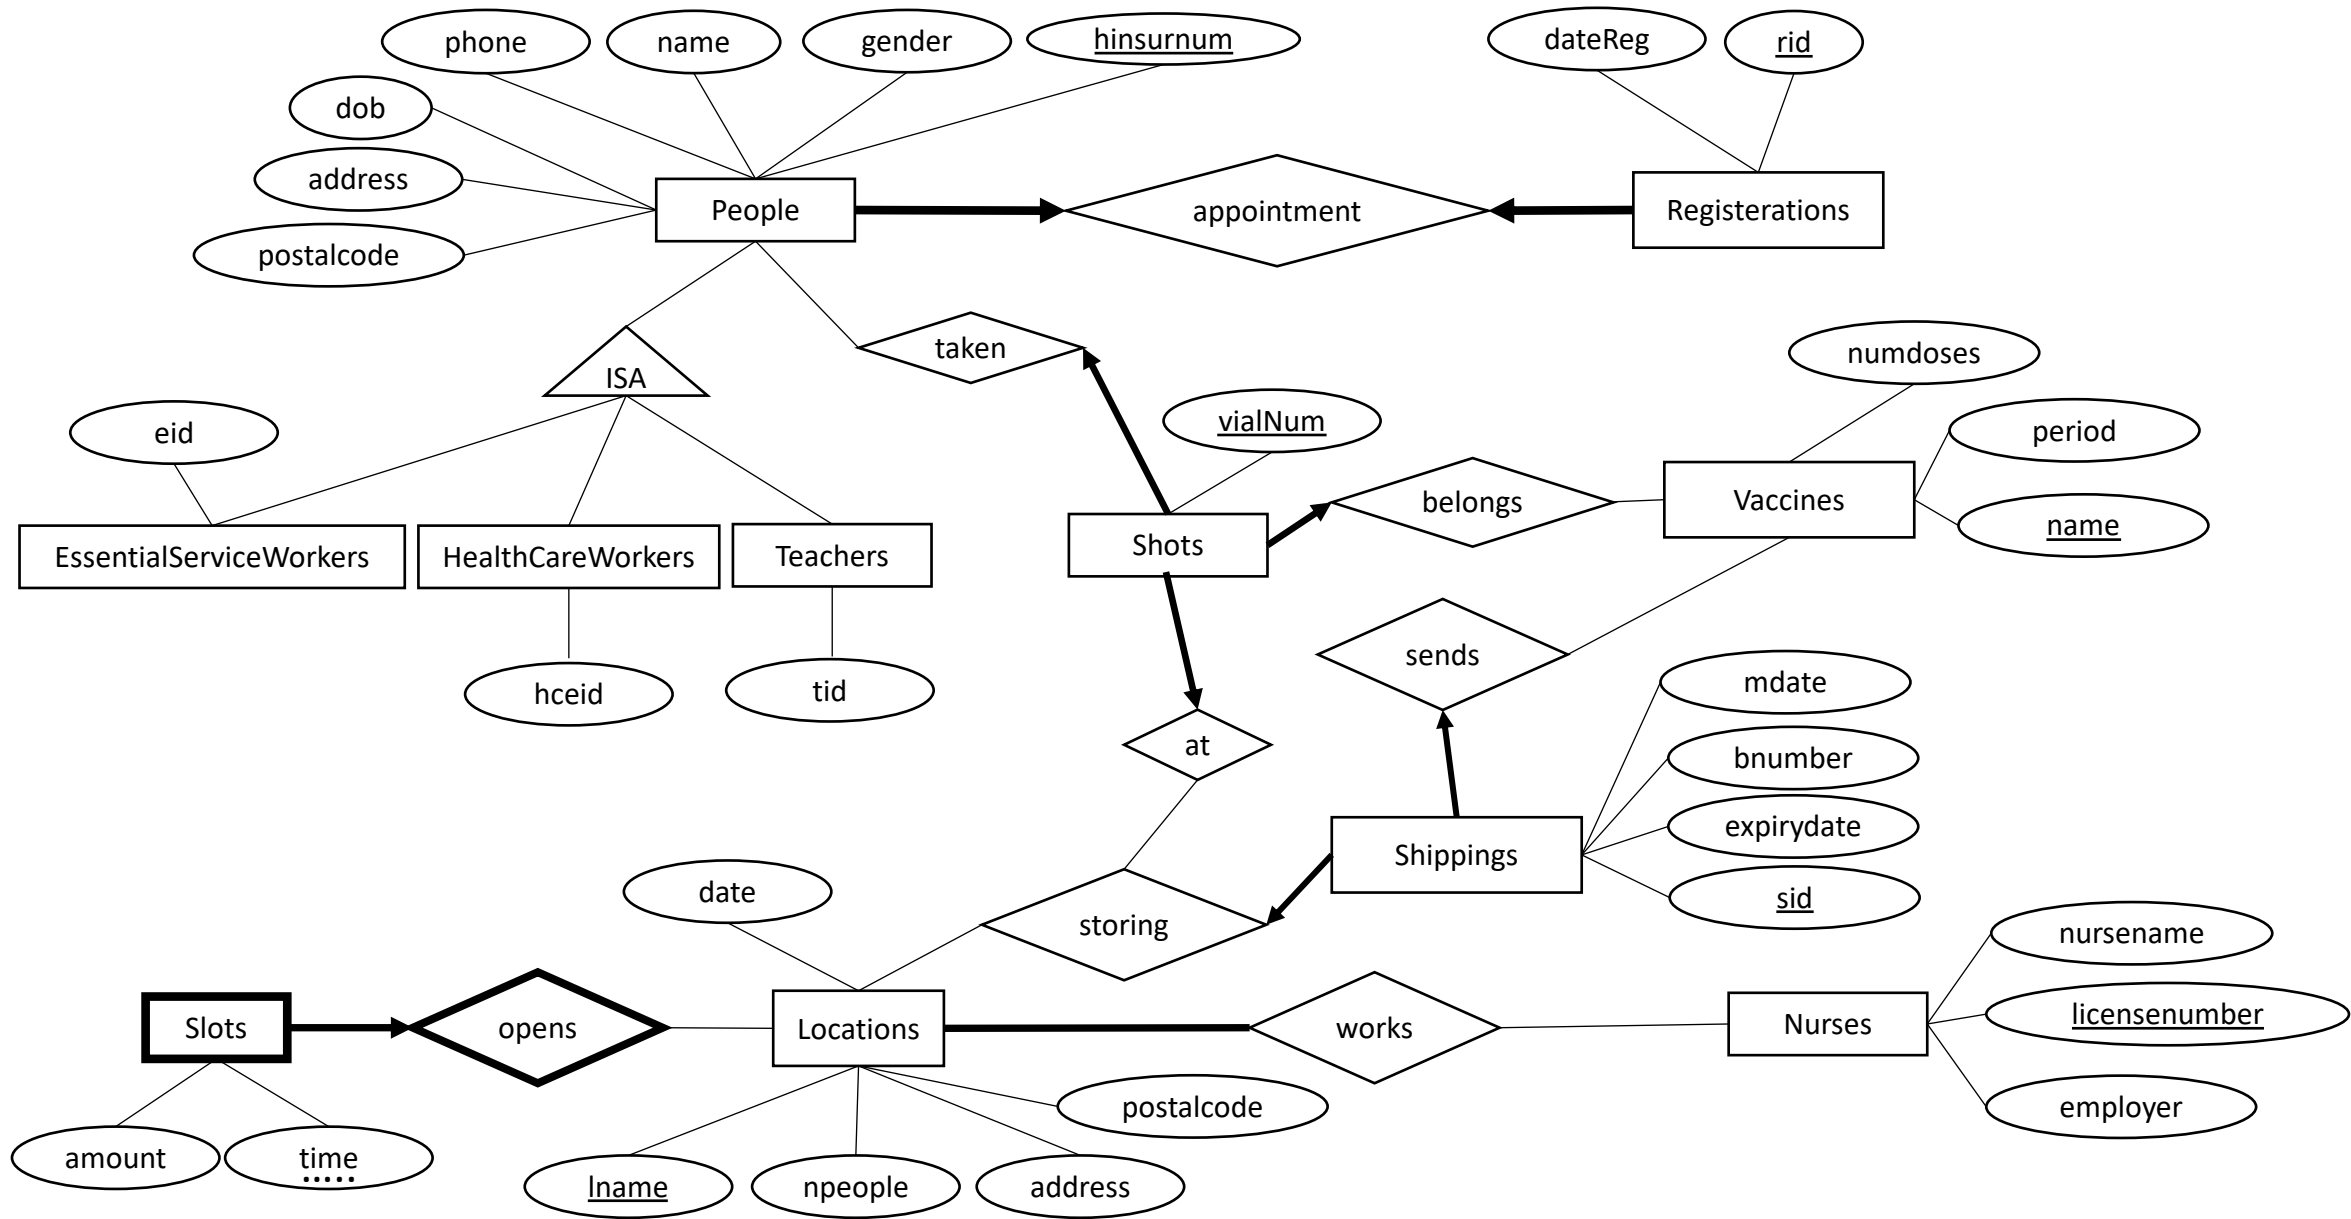 phone
name
gender
hinsurnum
dateReg
rid
dob
address
postalcode
People
appointment
Registerations
taken
ISA
numdoses
eid
vialNum
period
belongs
Vaccines
name
EssentialServiceWorkers
HealthCareWorkers
Teachers
Shots
sends
hceid
tid
mdate
at
bnumber
expirydate
Shippings
date
sid
storing
nursename
Slots
opens
Locations
works
Nurses
licensenumber
postalcode
employer
amount
time
lname
npeople
address